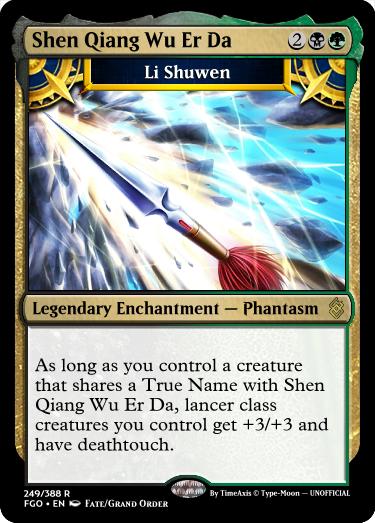 Shen Qiang Wu Er Da 2
Li Shuwen
Legendary Enchantment — Phantasm
As long as you control a creature
that shares a True Name with Shen
Qiang Wu Er Da, lancer class
creatures you control get +3/+3 and
have deathtouch.
249/388 R
FGO • EN Fate/Grand Order
By TimeAxis © Type-Moon — UNOFFICIAL